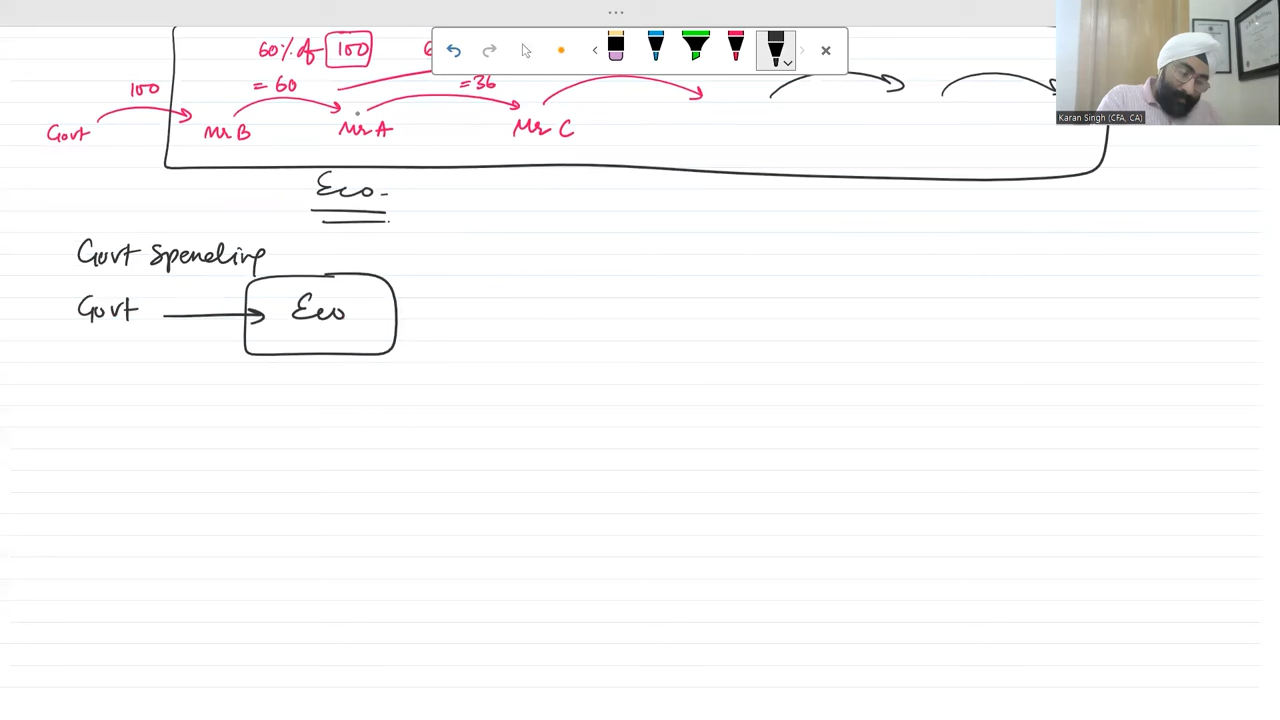 60% of 100
100 = 60 = 36
Govt Mr B Mr A Mr C
Eco-
Govt spending
Govt Eco
Karan Singh (CFA, CA)